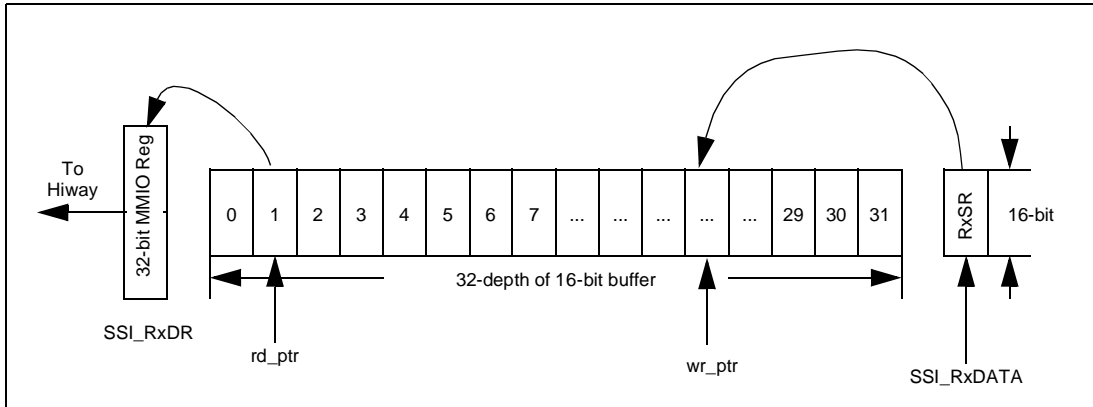 To
Hiway
32-bit MMIO Reg
SSI_RxDR
0 1 2 3 4 5 6 7 ... ... ... ... ... 29 30 31
RxSR
16-bit
32-depth of 16-bit buffer
rd_ptr
wr_ptr
SSI_RxDATA